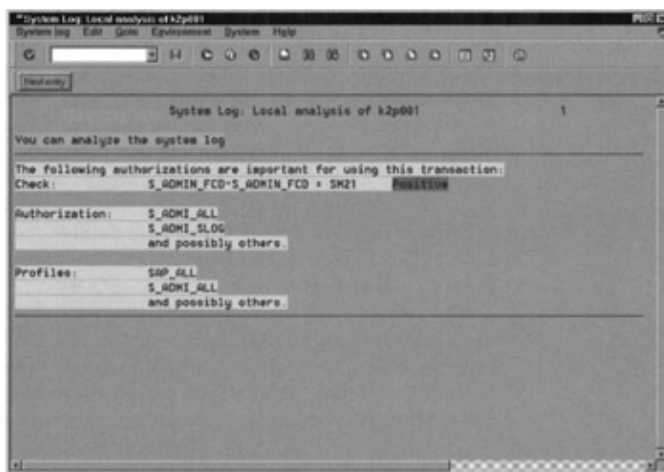 System Log: Local analysis of k2p001
System log Edit Goto Environment System Help
Next entry
System Log: Local analysis of k2p001 1
You can analyze the system log
The following authorizations are important for using this transaction:
Check: S_ADMIN_FCD-S_ADMIN_FCD = SM21 Positive
Authorization: S_ADMI_ALL
S_ADMI_SLOG
and possibly others.
Profiles: SAP_ALL
S_ADMI_ALL
and possibly others.